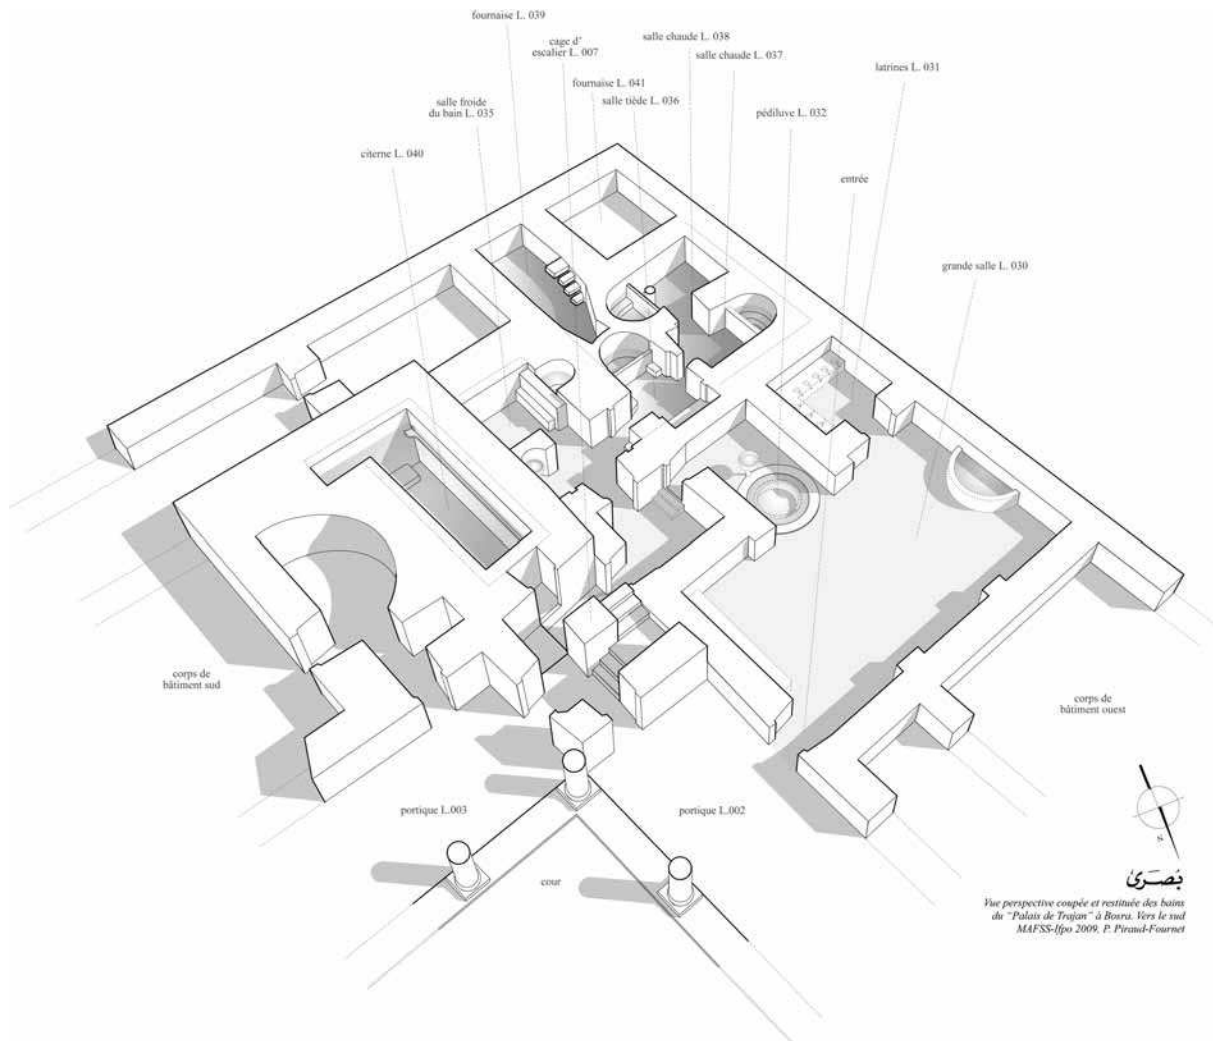 fournaise L. 039
cage d'
escalier L. 007
salle chaude L. 038
salle chaude L. 037
latrines L. 031
fournaise L. 041
salle tiède L. 036
salle froide
du bain L. 035
pédiluve L. 032
citerne L. 040
entrée
grande salle L. 030
corps de
bâtiment sud
corps de
bâtiment ouest
portique L.003
portique L.002
cour
N
بُصرىٰ
Vue perspective coupée et restituée des bains
du "Palais de Trajan" à Bosra. Vers le sud
MAFSS-Ifpo 2009, P. Piraud-Fournet